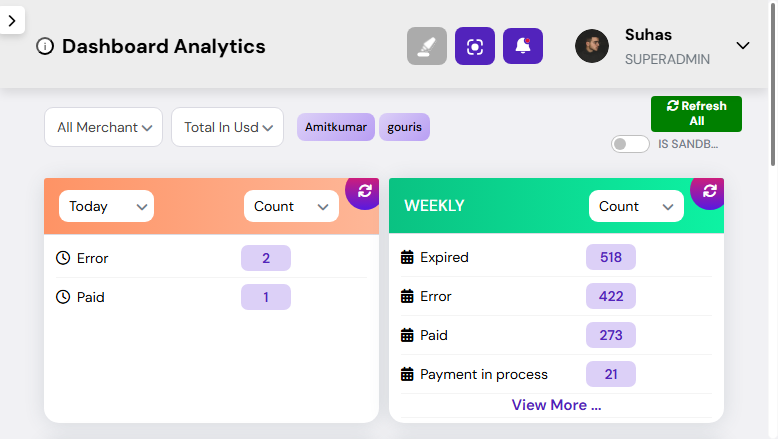 Dashboard Analytics
Suhas
SUPERADMIN
All Merchant
Total In Usd
Amitkumar
gouris
Refresh
All
IS SANDB...
Today
Count
Error 2
Paid 1
WEEKLY
Count
Expired 518
Error 422
Paid 273
Payment in process 21
View More ...